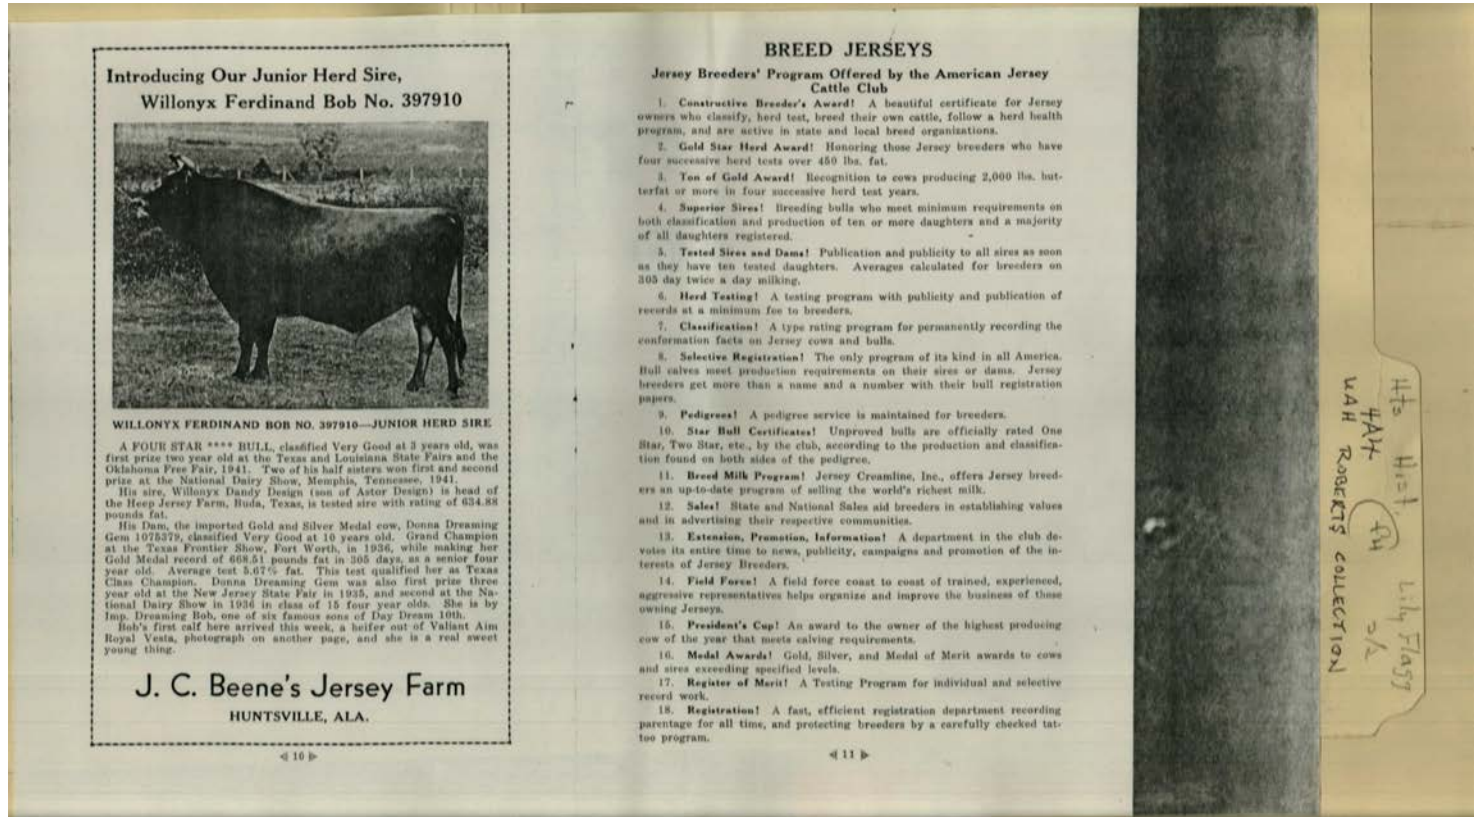 Introducing Our Junior Herd Sire,
Willonyx Ferdinand Bob No. 397910
WILLONYX FERDINAND BOB NO. 397910—JUNIOR HERD SIRE
A FOUR STAR **** BULL, classified Very Good at 3 years old, was
first prize two year old at the Texas and Louisiana State Fairs and the
Oklahoma Free Fair, 1941. Two of his half sisters won first and second
prize at the National Dairy Show, Memphis, Tennessee, 1941.
His sire, Willonyx Dandy Design (son of Astor Design) is head of
the Heep Jersey Farm, Buda, Texas, is tested sire with rating of 634.88
pounds fat.
His Dam, the imported Gold and Silver Medal cow, Donna Dreaming
Gem 1075379, classified Very Good at 10 years old. Grand Champion
at the Texas Frontier Show, Fort Worth, in 1936, while making her
Gold Medal record of 668.51 pounds fat in 305 days, as a senior four
year old. Average test 5.67% fat. This test qualified her as Texas
Class Champion. Donna Dreaming Gem was also first prize three
year old at the New Jersey State Fair in 1935, and second at the Na-
tional Dairy Show in 1936 in class of 15 four year olds. She is by
Imp. Dreaming Bob, one of six famous sons of Day Dream 10th.
Bob's first calf here arrived this week, a heifer out of Valiant Aim
Royal Vesta, photograph on another page, and she is a real sweet
young thing.
J. C. Beene's Jersey Farm
HUNTSVILLE, ALA.
10
BREED JERSEYS
Jersey Breeders' Program Offered by the American Jersey
Cattle Club
1. Constructive Breeder's Award! A beautiful certificate for Jersey
owners who classify, herd test, breed their own cattle, follow a herd health
program, and are active in state and local breed organizations.
2. Gold Star Herd Award! Honoring those Jersey breeders who have
four successive herd tests over 450 lbs. fat.
3. Ton of Gold Award! Recognition to cows producing 2,000 lbs. but-
terfat or more in four successive herd test years.
4. Superior Sires! Breeding bulls who meet minimum requirements on
both classification and production of ten or more daughters and a majority
of all daughters registered.
5. Tested Sires and Dams! Publication and publicity to all sires as soon
as they have ten tested daughters. Averages calculated for breeders on
305 day twice a day milking.
6. Herd Testing! A testing program with publicity and publication of
records at a minimum fee to breeders.
7. Classification! A type rating program for permanently recording the
conformation facts on Jersey cows and bulls.
8. Selective Registration! The only program of its kind in all America.
Bull calves meet production requirements on their sires or dams. Jersey
breeders get more than a name and a number with their bull registration
papers.
9. Pedigrees! A pedigree service is maintained for breeders.
10. Star Bull Certificates! Unproved bulls are officially rated One
Star, Two Star, etc., by the club, according to the production and classifica-
tion found on both sides of the pedigree.
11. Breed Milk Program! Jersey Creamline, Inc., offers Jersey breed-
ers an up-to-date program of selling the world's richest milk.
12. Sales! State and National Sales aid breeders in establishing values
and in advertising their respective communities.
13. Extension, Promotion, Information! A department in the club de-
votes its entire time to news, publicity, campaigns and promotion of the in-
terests of Jersey Breeders.
14. Field Force! A field force coast to coast of trained, experienced,
aggressive representatives helps organize and improve the business of those
owning Jerseys.
15. President's Cup! An award to the owner of the highest producing
cow of the year that meets calving requirements.
16. Medal Awards! Gold, Silver, and Medal of Merit awards to cows
and sires exceeding specified levels.
17. Register of Merit! A Testing Program for individual and selective
record work.
18. Registration! A fast, efficient registration department recording
parentage for all time, and protecting breeders by a carefully checked tat-
too program.
11
Lily Flagg
UAH ROBERTS COLLECTION